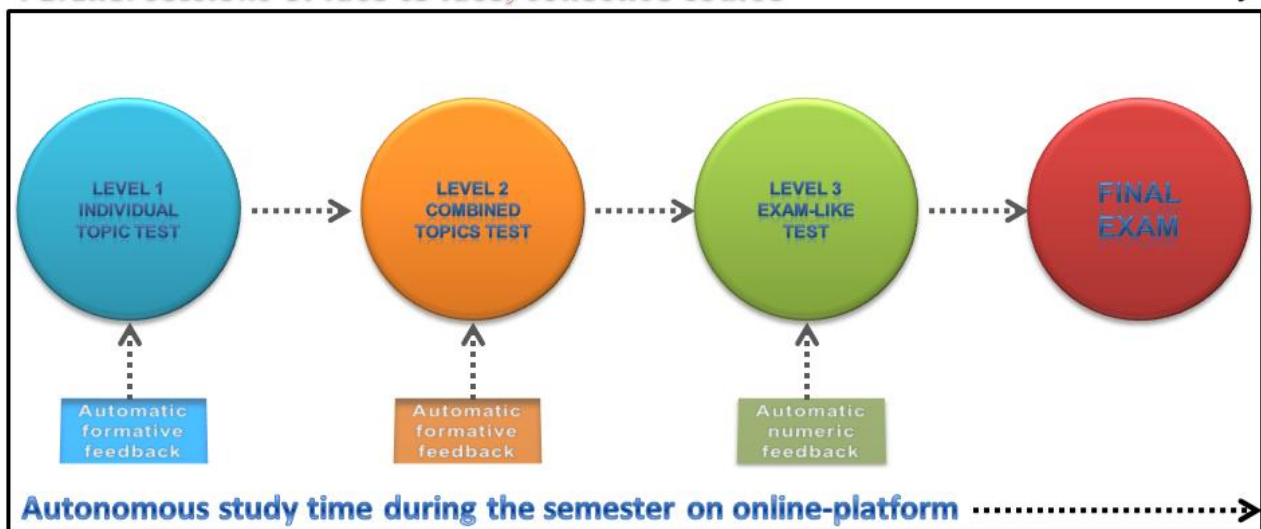 LEVEL 1
INDIVIDUAL
TOPIC TEST
LEVEL 2
COMBINED
TOPICS TEST
LEVEL 3
EXAM-LIKE
TEST
FINAL
EXAM
Automatic
formative
feedback
Automatic
formative
feedback
Automatic
numeric
feedback
Autonomous study time during the semester on online-platform